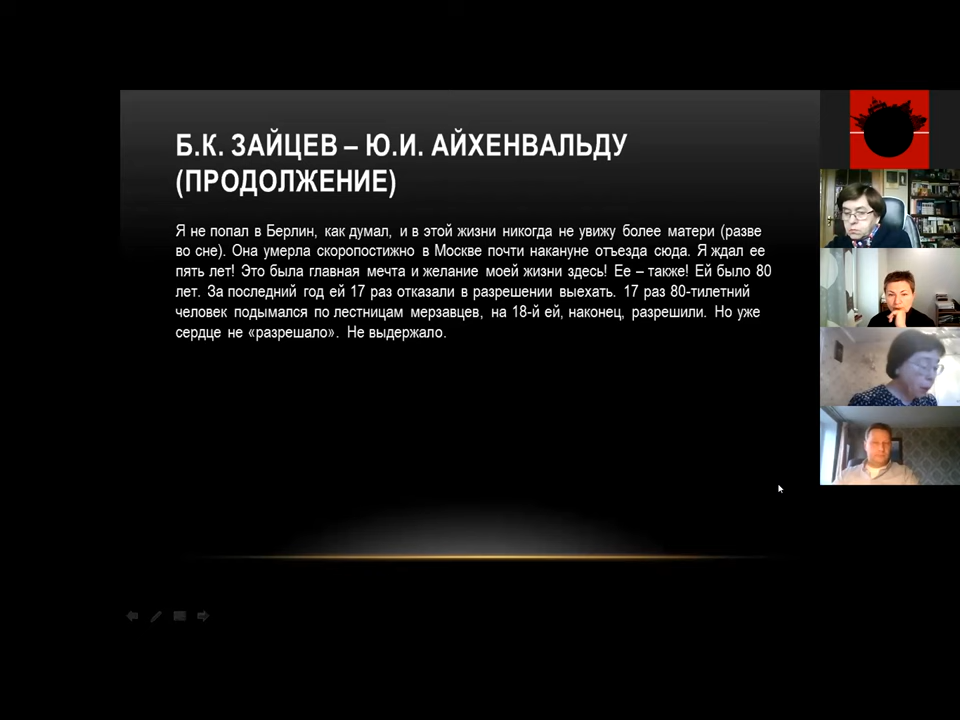 Б.К. ЗАЙЦЕВ – Ю.И. АЙХЕНВАЛЬДУ
(ПРОДОЛЖЕНИЕ)
Я не попал в Берлин, как думал, и в этой жизни никогда не увижу более матери (разве
во сне). Она умерла скоропостижно в Москве почти накануне отъезда сюда. Я ждал ее
пять лет! Это была главная мечта и желание моей жизни здесь! Ее – также! Ей было 80
лет. За последний год ей 17 раз отказали в разрешении выехать. 17 раз 80-тилетний
человек подымался по лестницам мерзавцев, на 18-й ей, наконец, разрешили. Но уже
сердце не «разрешало». Не выдержало.